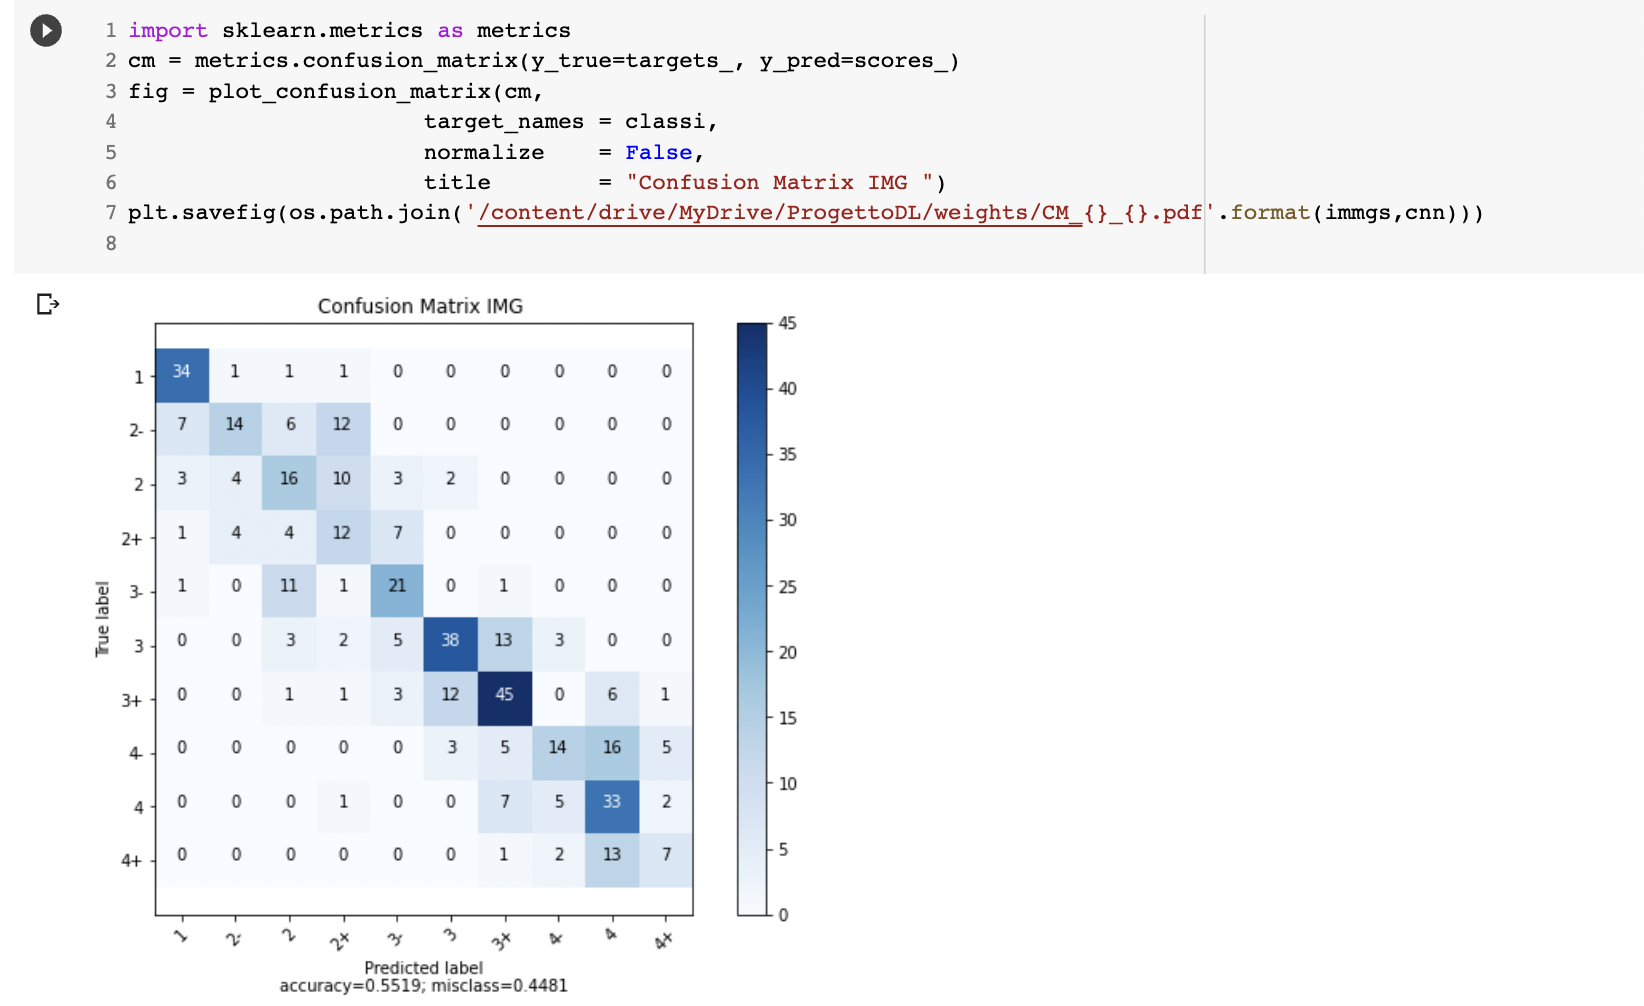 1 import sklearn.metrics as metrics
2 cm = metrics.confusion_matrix(y_true=targets_, y_pred=scores_)
3 fig = plot_confusion_matrix(cm,
4                       target_names = classi,
5                       normalize    = False,
6                       title        = "Confusion Matrix IMG ")
7 plt.savefig(os.path.join('/content/drive/MyDrive/ProgettoDL/weights/CM_{}_{}.pdf'.format(immgs,cnn)))
8
Confusion Matrix IMG
1 34 1 1 1 0 0 0 0 0 0
2- 7 14 6 12 0 0 0 0 0 0
2 3 4 16 10 3 2 0 0 0 0
2+ 1 4 4 12 7 0 0 0 0 0
3- 1 0 11 1 21 0 1 0 0 0
3 0 0 3 2 5 38 13 3 0 0
3+ 0 0 1 1 3 12 45 0 6 1
4- 0 0 0 0 0 3 5 14 16 5
4 0 0 0 1 0 0 7 5 33 2
4+ 0 0 0 0 0 0 1 2 13 7
True label
1 2- 2 2+ 3- 3 3+ 4- 4 4+
Predicted label
accuracy=0.5519; misclass=0.4481
45
40
35
30
25
20
15
10
5
0